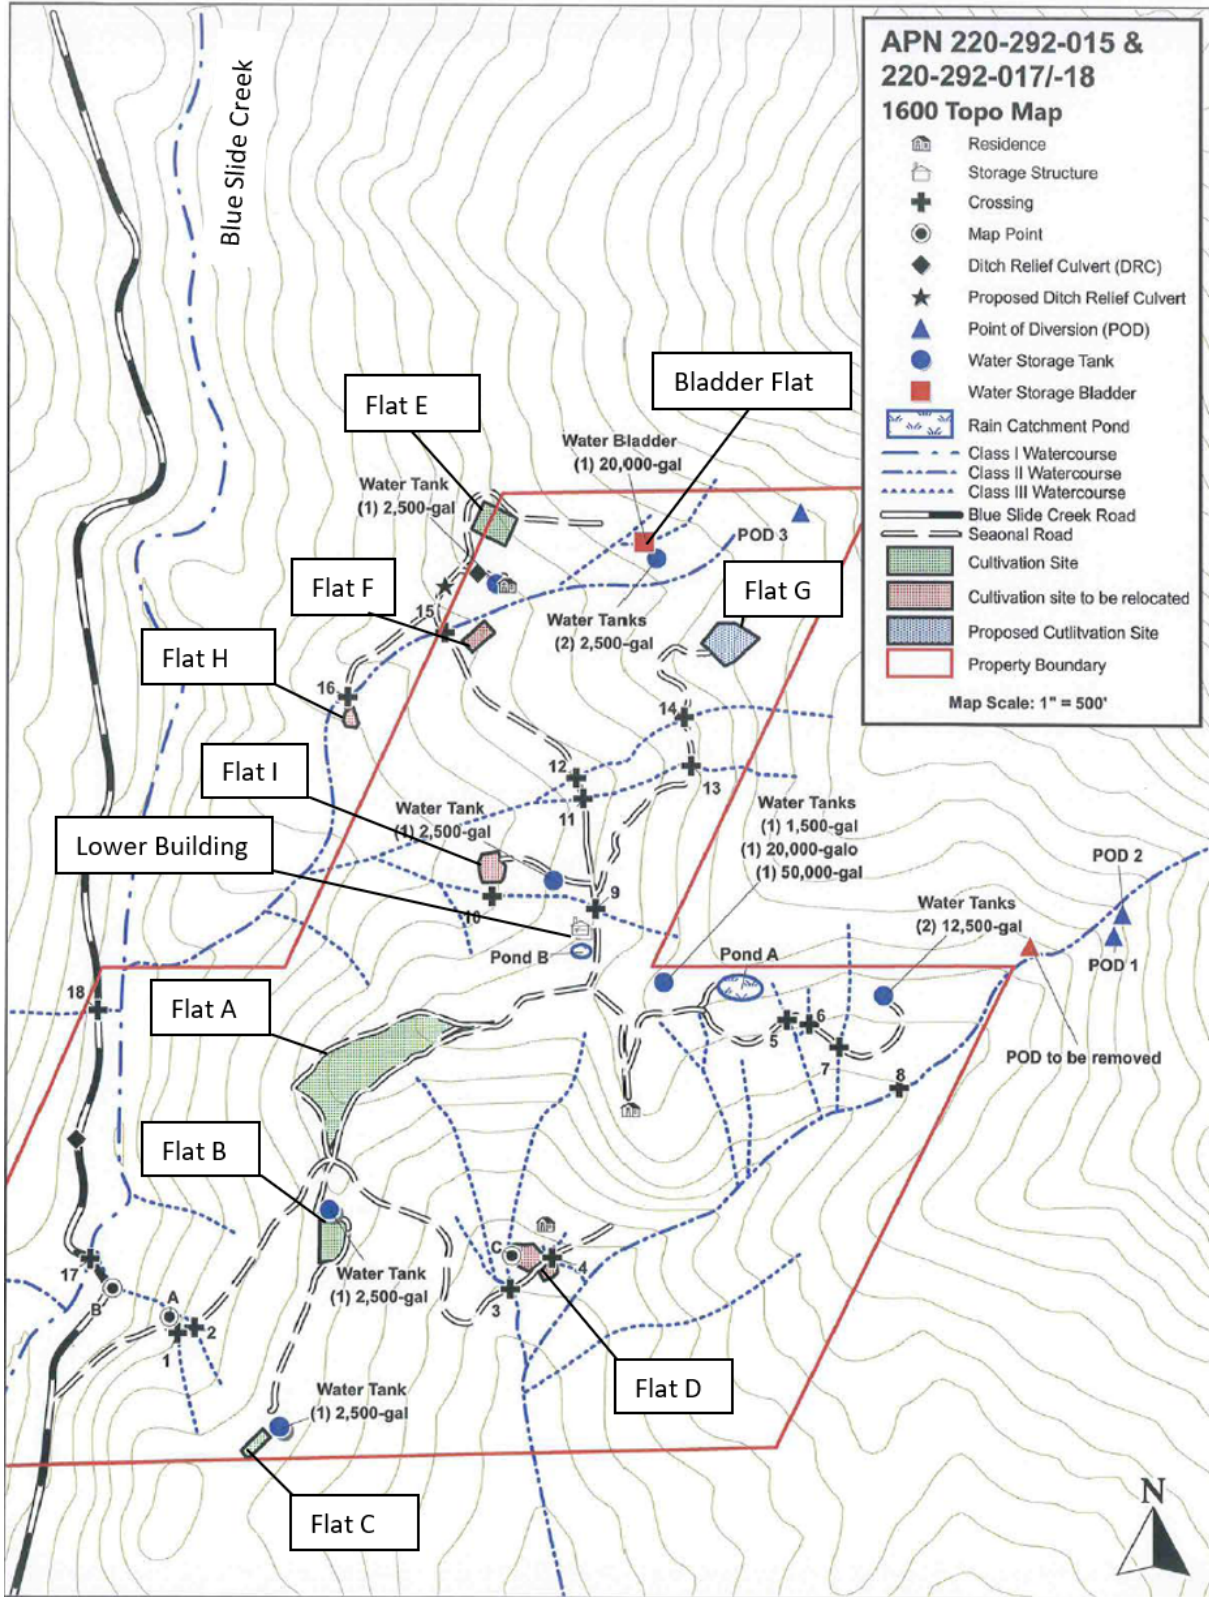 APN 220-292-015 &
220-292-017/-18
1600 Topo Map
Residence
Storage Structure
Crossing
Map Point
Ditch Relief Culvert (DRC)
Proposed Ditch Relief Culvert
Point of Diversion (POD)
Water Storage Tank
Water Storage Bladder
Rain Catchment Pond
Class I Watercourse
Class II Watercourse
Class III Watercourse
Blue Slide Creek Road
Seaonal Road
Cultivation Site
Cultivation site to be relocated
Proposed Cutlitvation Site
Property Boundary
Map Scale: 1" = 500'
Blue Slide Creek
Bladder Flat
Flat E
Water Bladder
(1) 20,000-gal
Water Tank
(1) 2,500-gal
POD 3
Flat F
Flat G
15
Water Tanks
(2) 2,500-gal
Flat H
16
14
Flat I
12
13
11
Water Tank
(1) 2,500-gal
Water Tanks
(1) 1,500-gal
(1) 20,000-galo
(1) 50,000-gal
Lower Building
POD 2
10
9
Water Tanks
(2) 12,500-gal
Pond B
Pond A
POD 1
18
Flat A
5
6
7
8
POD to be removed
Flat B
C
4
17
Water Tank
(1) 2,500-gal
B
A
3
2
1
Flat D
Water Tank
(1) 2,500-gal
Flat C
N